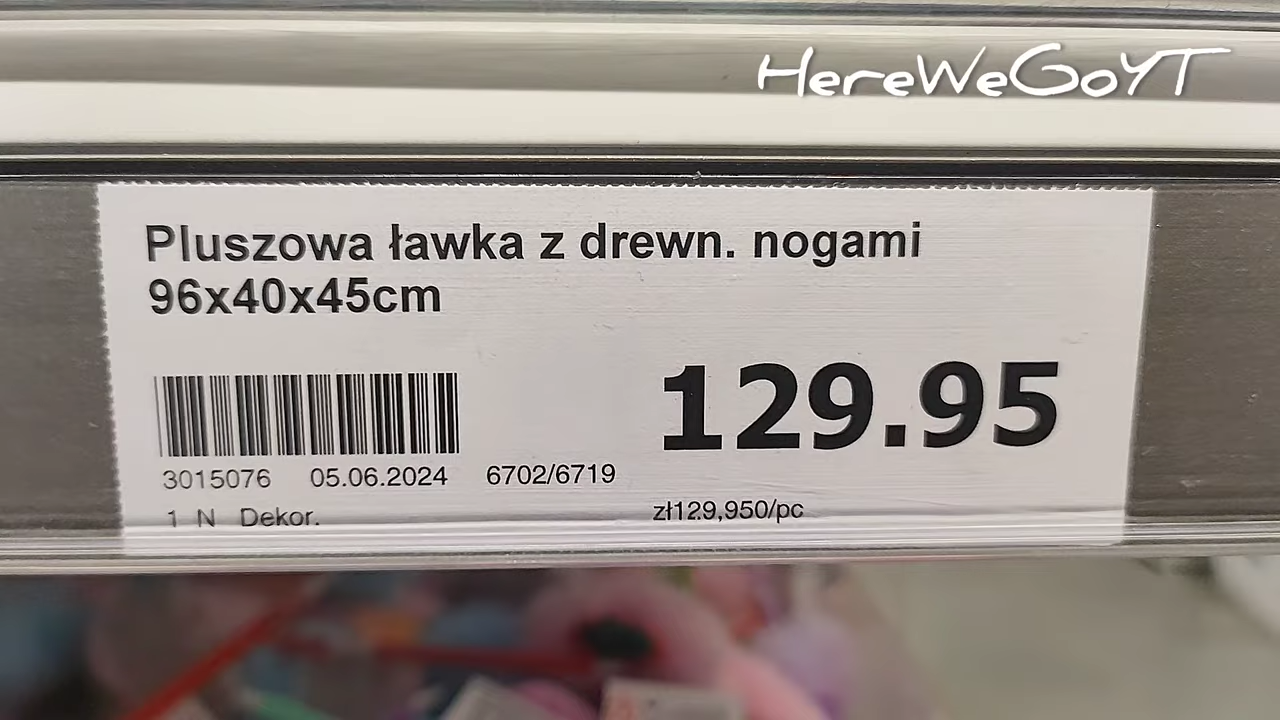 HereWeGoYT
Pluszowa ławka z drewn. nogami
96x40x45cm
129.95
3015076 05.06.2024 6702/6719
1 N Dekor.
zł129,950/pc